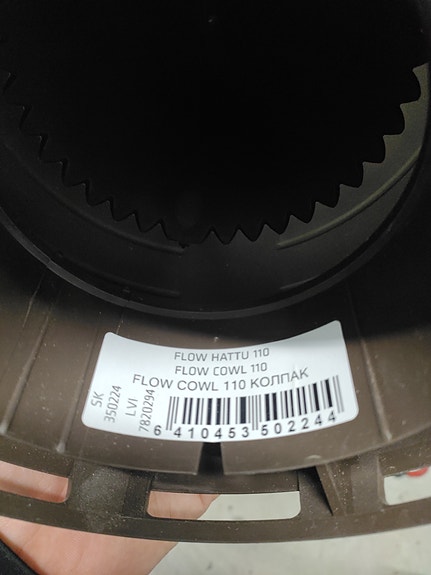 FLOW HATTU 110
FLOW COWL 110
FLOW COWL 110 КОЛПАК
SK
350224
LVI
7820294
6 410453 502244